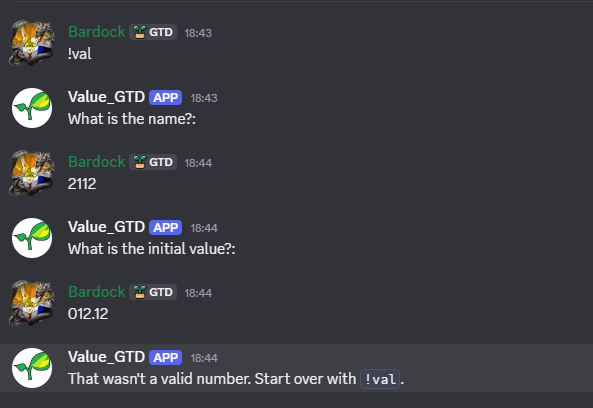 Bardock GTD 18:43
!val
Value_GTD APP 18:43
What is the name?:
Bardock GTD 18:44
2112
Value_GTD APP 18:44
What is the initial value?:
Bardock GTD 18:44
012.12
Value_GTD APP 18:44
That wasn't a valid number. Start over with !val.